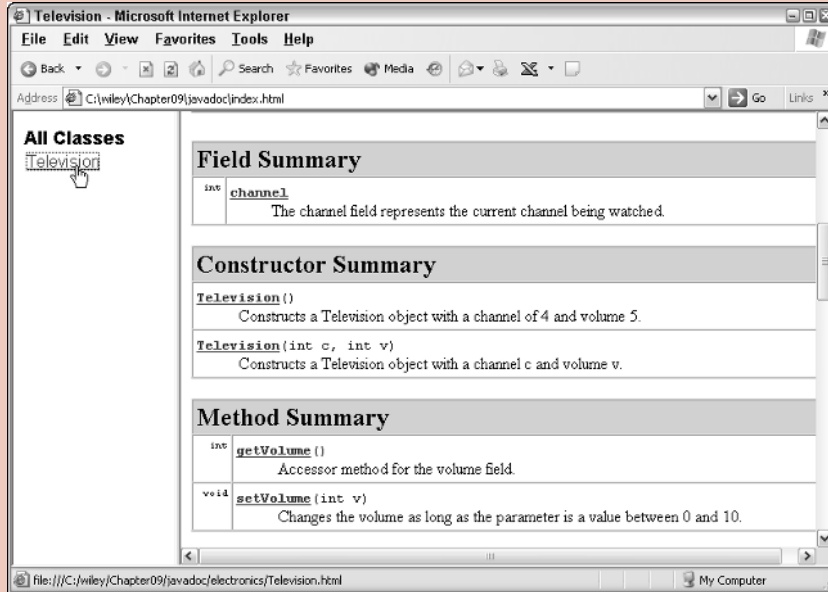 Television - Microsoft Internet Explorer
File Edit View Favorites Tools Help
Back Search Favorites Media
Address C:\wiley\Chapter09\javadoc\index.html Go Links »
All Classes
Television
Field Summary
int channel
The channel field represents the current channel being watched.
Constructor Summary
Television()
Constructs a Television object with a channel of 4 and volume 5.
Television(int c, int v)
Constructs a Television object with a channel c and volume v.
Method Summary
int getVolume()
Accessor method for the volume field.
void setVolume(int v)
Changes the volume as long as the parameter is a value between 0 and 10.
file:///C:/wiley/Chapter09/javadoc/electronics/Television.html My Computer